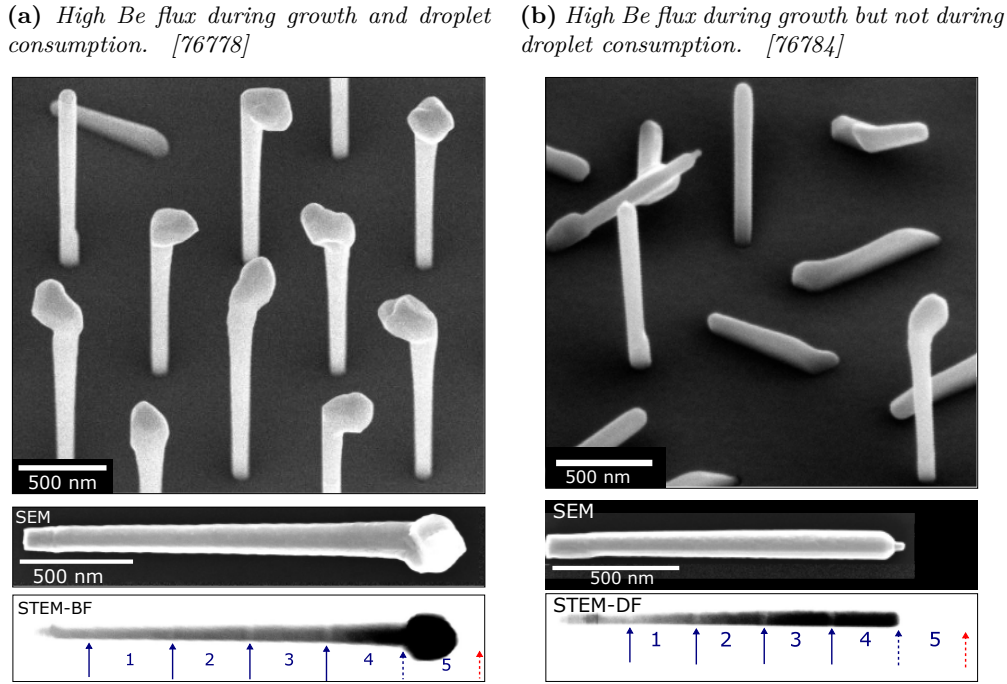 (a) High Be flux during growth and droplet
consumption. [76778]
500 nm
SEM
500 nm
STEM-BF
1 2 3 4 5
(b) High Be flux during growth but not during
droplet consumption. [76784]
500 nm
SEM
500 nm
STEM-DF
1 2 3 4 5